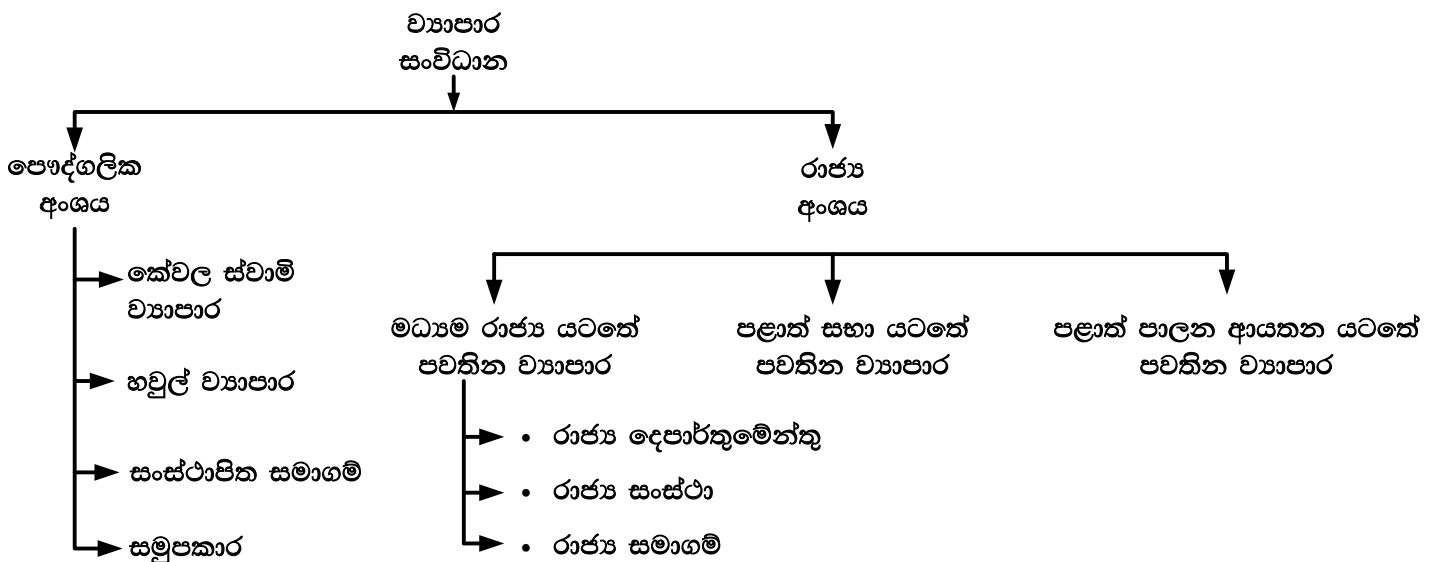 ව්‍යාපාර
සංවිධාන
පෞද්ගලික
අංශය
රාජ්‍ය
අංශය
කේවල ස්වාමි
ව්‍යාපාර
හවුල් ව්‍යාපාර
සංස්ථාපිත සමාගම්
සමුපකාර
මධ්‍යම රාජ්‍ය යටතේ
පවතින ව්‍යාපාර
පළාත් සභා යටතේ
පවතින ව්‍යාපාර
පළාත් පාලන ආයතන යටතේ
පවතින ව්‍යාපාර
• රාජ්‍ය දෙපාර්තුමේන්තු
• රාජ්‍ය සංස්ථා
• රාජ්‍ය සමාගම්